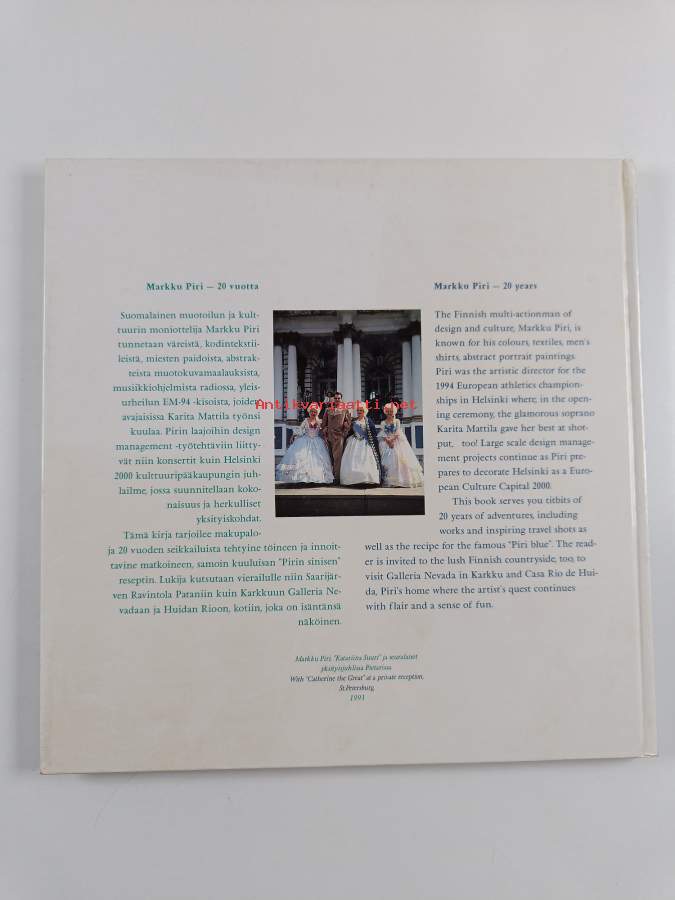 Markku Piri — 20 vuotta
Suomalainen muotoilun ja kult-
tuurin moniottelija Markku Piri
tunnetaan väreistä, kodintekstii-
leistä, miesten paidoista, abstrak-
teista muotokuvamaalauksista,
musiikkiohjelmista radiossa, yleis-
urheilun EM-94 -kisoista, joiden
avajaisissa Karita Mattila työnsi
kuulaa. Pirin laajoihin design
management -työtehtäviin liitty-
vät niin konsertit kuin Helsinki
2000 kulttuuripääkaupungin juh-
lailme, jossa suunnitellaan koko-
naisuus ja herkulliset
yksityiskohdat.
Tämä kirja tarjoilee makupalo-
ja 20 vuoden seikkailuista tehtyine töineen ja innoit-
tavine matkoineen, samoin kuuluisan "Pirin sinisen"
reseptin. Lukija kutsutaan vierailulle niin Saarijär-
ven Ravintola Pataniin kuin Karkkuun Galleria Ne-
vadaan ja Huidan Rioon, kotiin, joka on isäntänsä
näköinen.
Markku Piri — 20 years
The Finnish multi-actionman of
design and culture, Markku Piri, is
known for his colours, textiles, men's
shirts, abstract portrait paintings.
Piri was the artistic director for the
1994 European athletics champion-
ships in Helsinki where, in the open-
ing ceremony, the glamorous soprano
Karita Mattila gave her best at shot-
put, . too! Large scale design manage-
ment projects continue as Piri pre-
pares to decorate Helsinki as a Euro-
pean Culture Capital 2000.
This book serves you titbits of
20 years of adventures, including
works and inspiring travel shots as
well as the recipe for the famous "Piri blue". The read-
er is invited to the lush Finnish countryside, too, to
visit Galleria Nevada in Karkku and Casa Rio de Hui-
da, Piri's home where the artist's quest continues
with flair and a sense of fun.
Antikvariaatti.net
Markku Piri, "Katariina Suuri" ja seuralaiset
yksityisjuhlissa Pietarissa.
With "Catherine the Great" at a private reception,
St.Petersburg,
1993